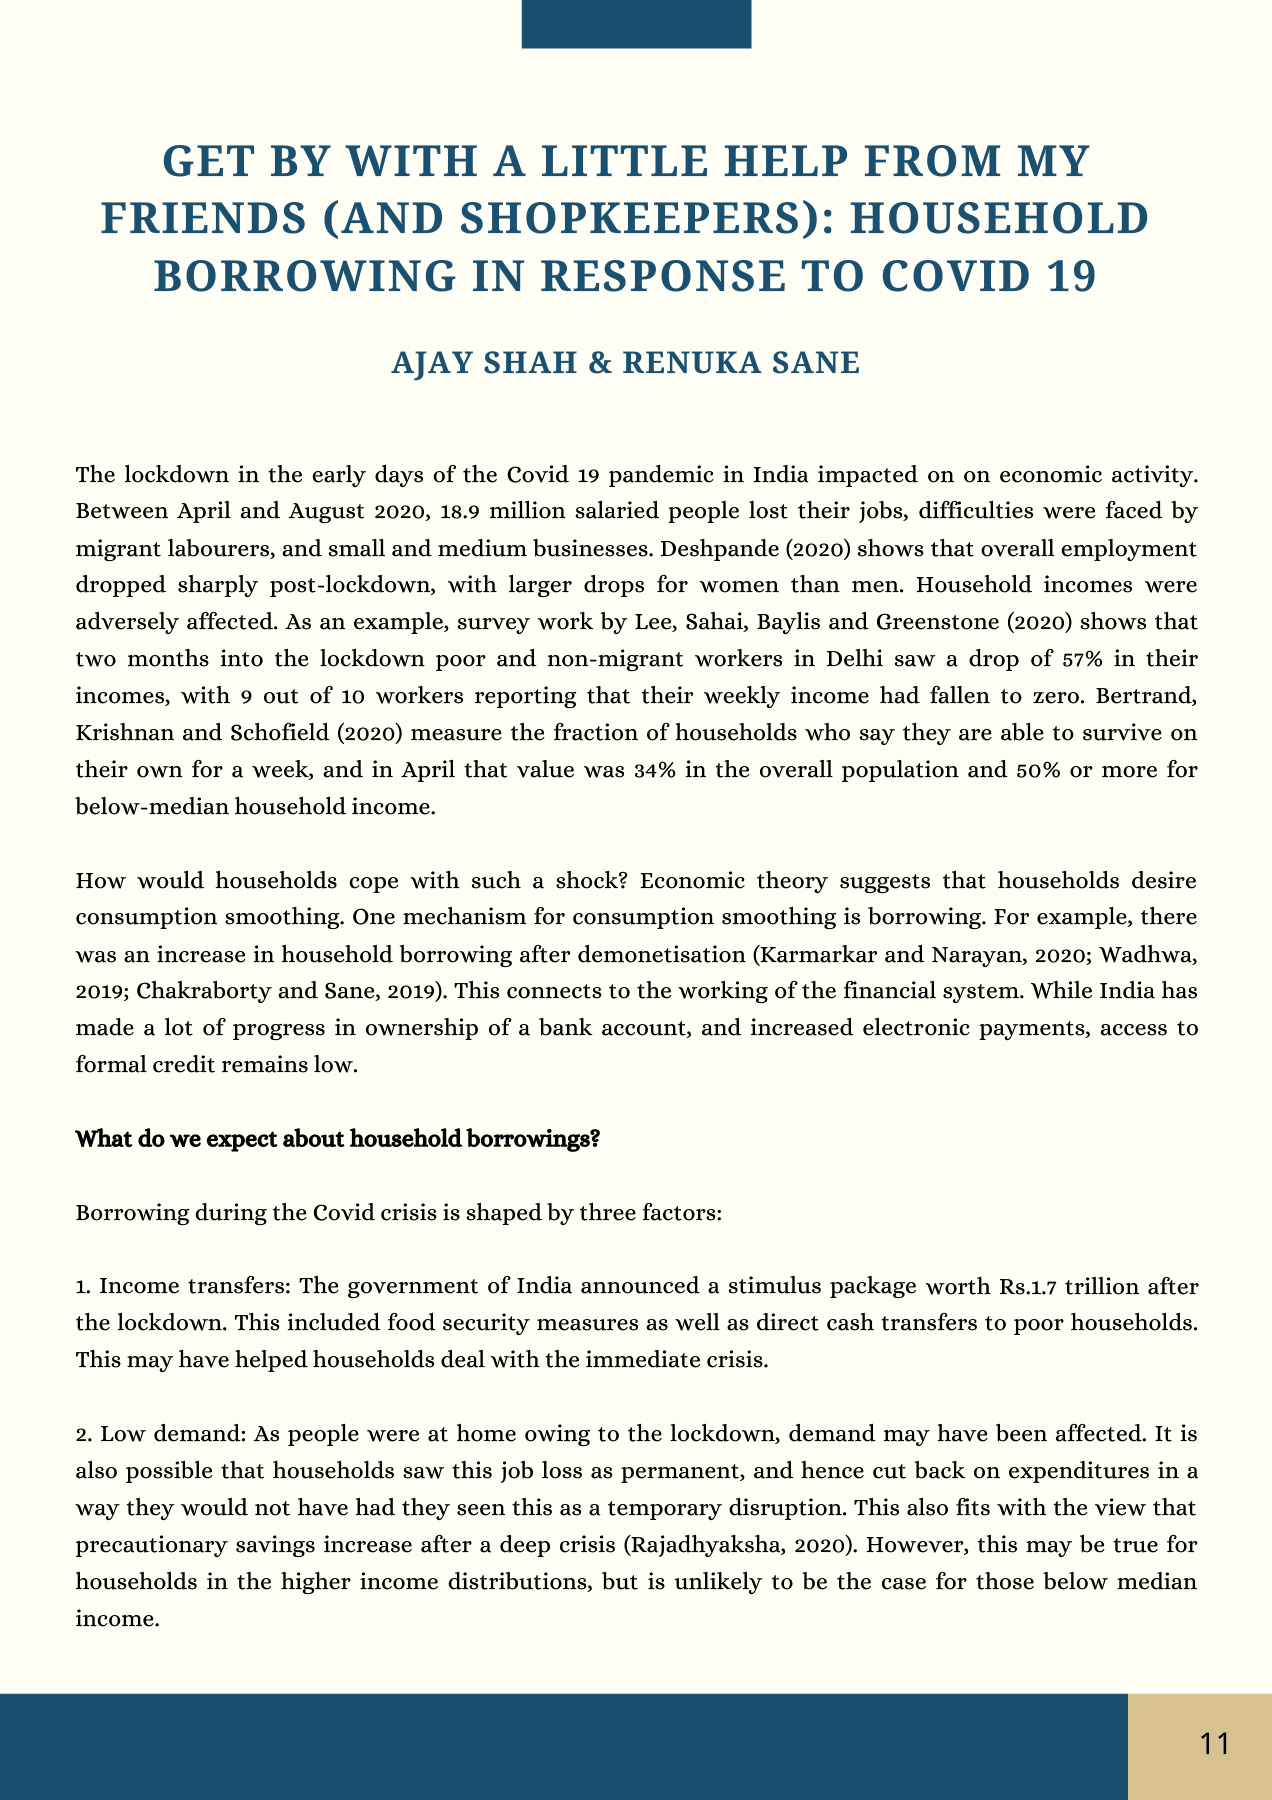 GET BY WITH A LITTLE HELP FROM MY
FRIENDS (AND SHOPKEEPERS): HOUSEHOLD
BORROWING IN RESPONSE TO COVID 19
AJAY SHAH & RENUKA SANE
The lockdown in the early days of the Covid 19 pandemic in India impacted on on economic activity.
Between April and August 2020, 18.9 million salaried people lost their jobs, difficulties were faced by
migrant labourers, and small and medium businesses. Deshpande (2020) shows that overall employment
dropped sharply post-lockdown, with larger drops for women than men. Household incomes were
adversely affected. As an example, survey work by Lee, Sahai, Baylis and Greenstone (2020) shows that
two months into the lockdown poor and non-migrant workers in Delhi saw a drop of 57% in their
incomes, with 9 out of 10 workers reporting that their weekly income had fallen to zero. Bertrand,
Krishnan and Schofield (2020) measure the fraction of households who say they are able to survive on
their own for a week, and in April that value was 34% in the overall population and 50% or more for
below-median household income.
How would households cope with such a shock? Economic theory suggests that households desire
consumption smoothing. One mechanism for consumption smoothing is borrowing. For example, there
was an increase in household borrowing after demonetisation (Karmarkar and Narayan, 2020; Wadhwa,
2019; Chakraborty and Sane, 2019). This connects to the working of the financial system. While India has
made a lot of progress in ownership of a bank account, and increased electronic payments, access to
formal credit remains low.
What do we expect about household borrowings?
Borrowing during the Covid crisis is shaped by three factors:
1. Income transfers: The government of India announced a stimulus package worth Rs.1.7 trillion after
the lockdown. This included food security measures as well as direct cash transfers to poor households.
This may have helped households deal with the immediate crisis.
2. Low demand: As people were at home owing to the lockdown, demand may have been affected. It is
also possible that households saw this job loss as permanent, and hence cut back on expenditures in a
way they would not have had they seen this as a temporary disruption. This also fits with the view that
precautionary savings increase after a deep crisis (Rajadhyaksha, 2020). However, this may be true for
households in the higher income distributions, but is unlikely to be the case for those below median
income.
11